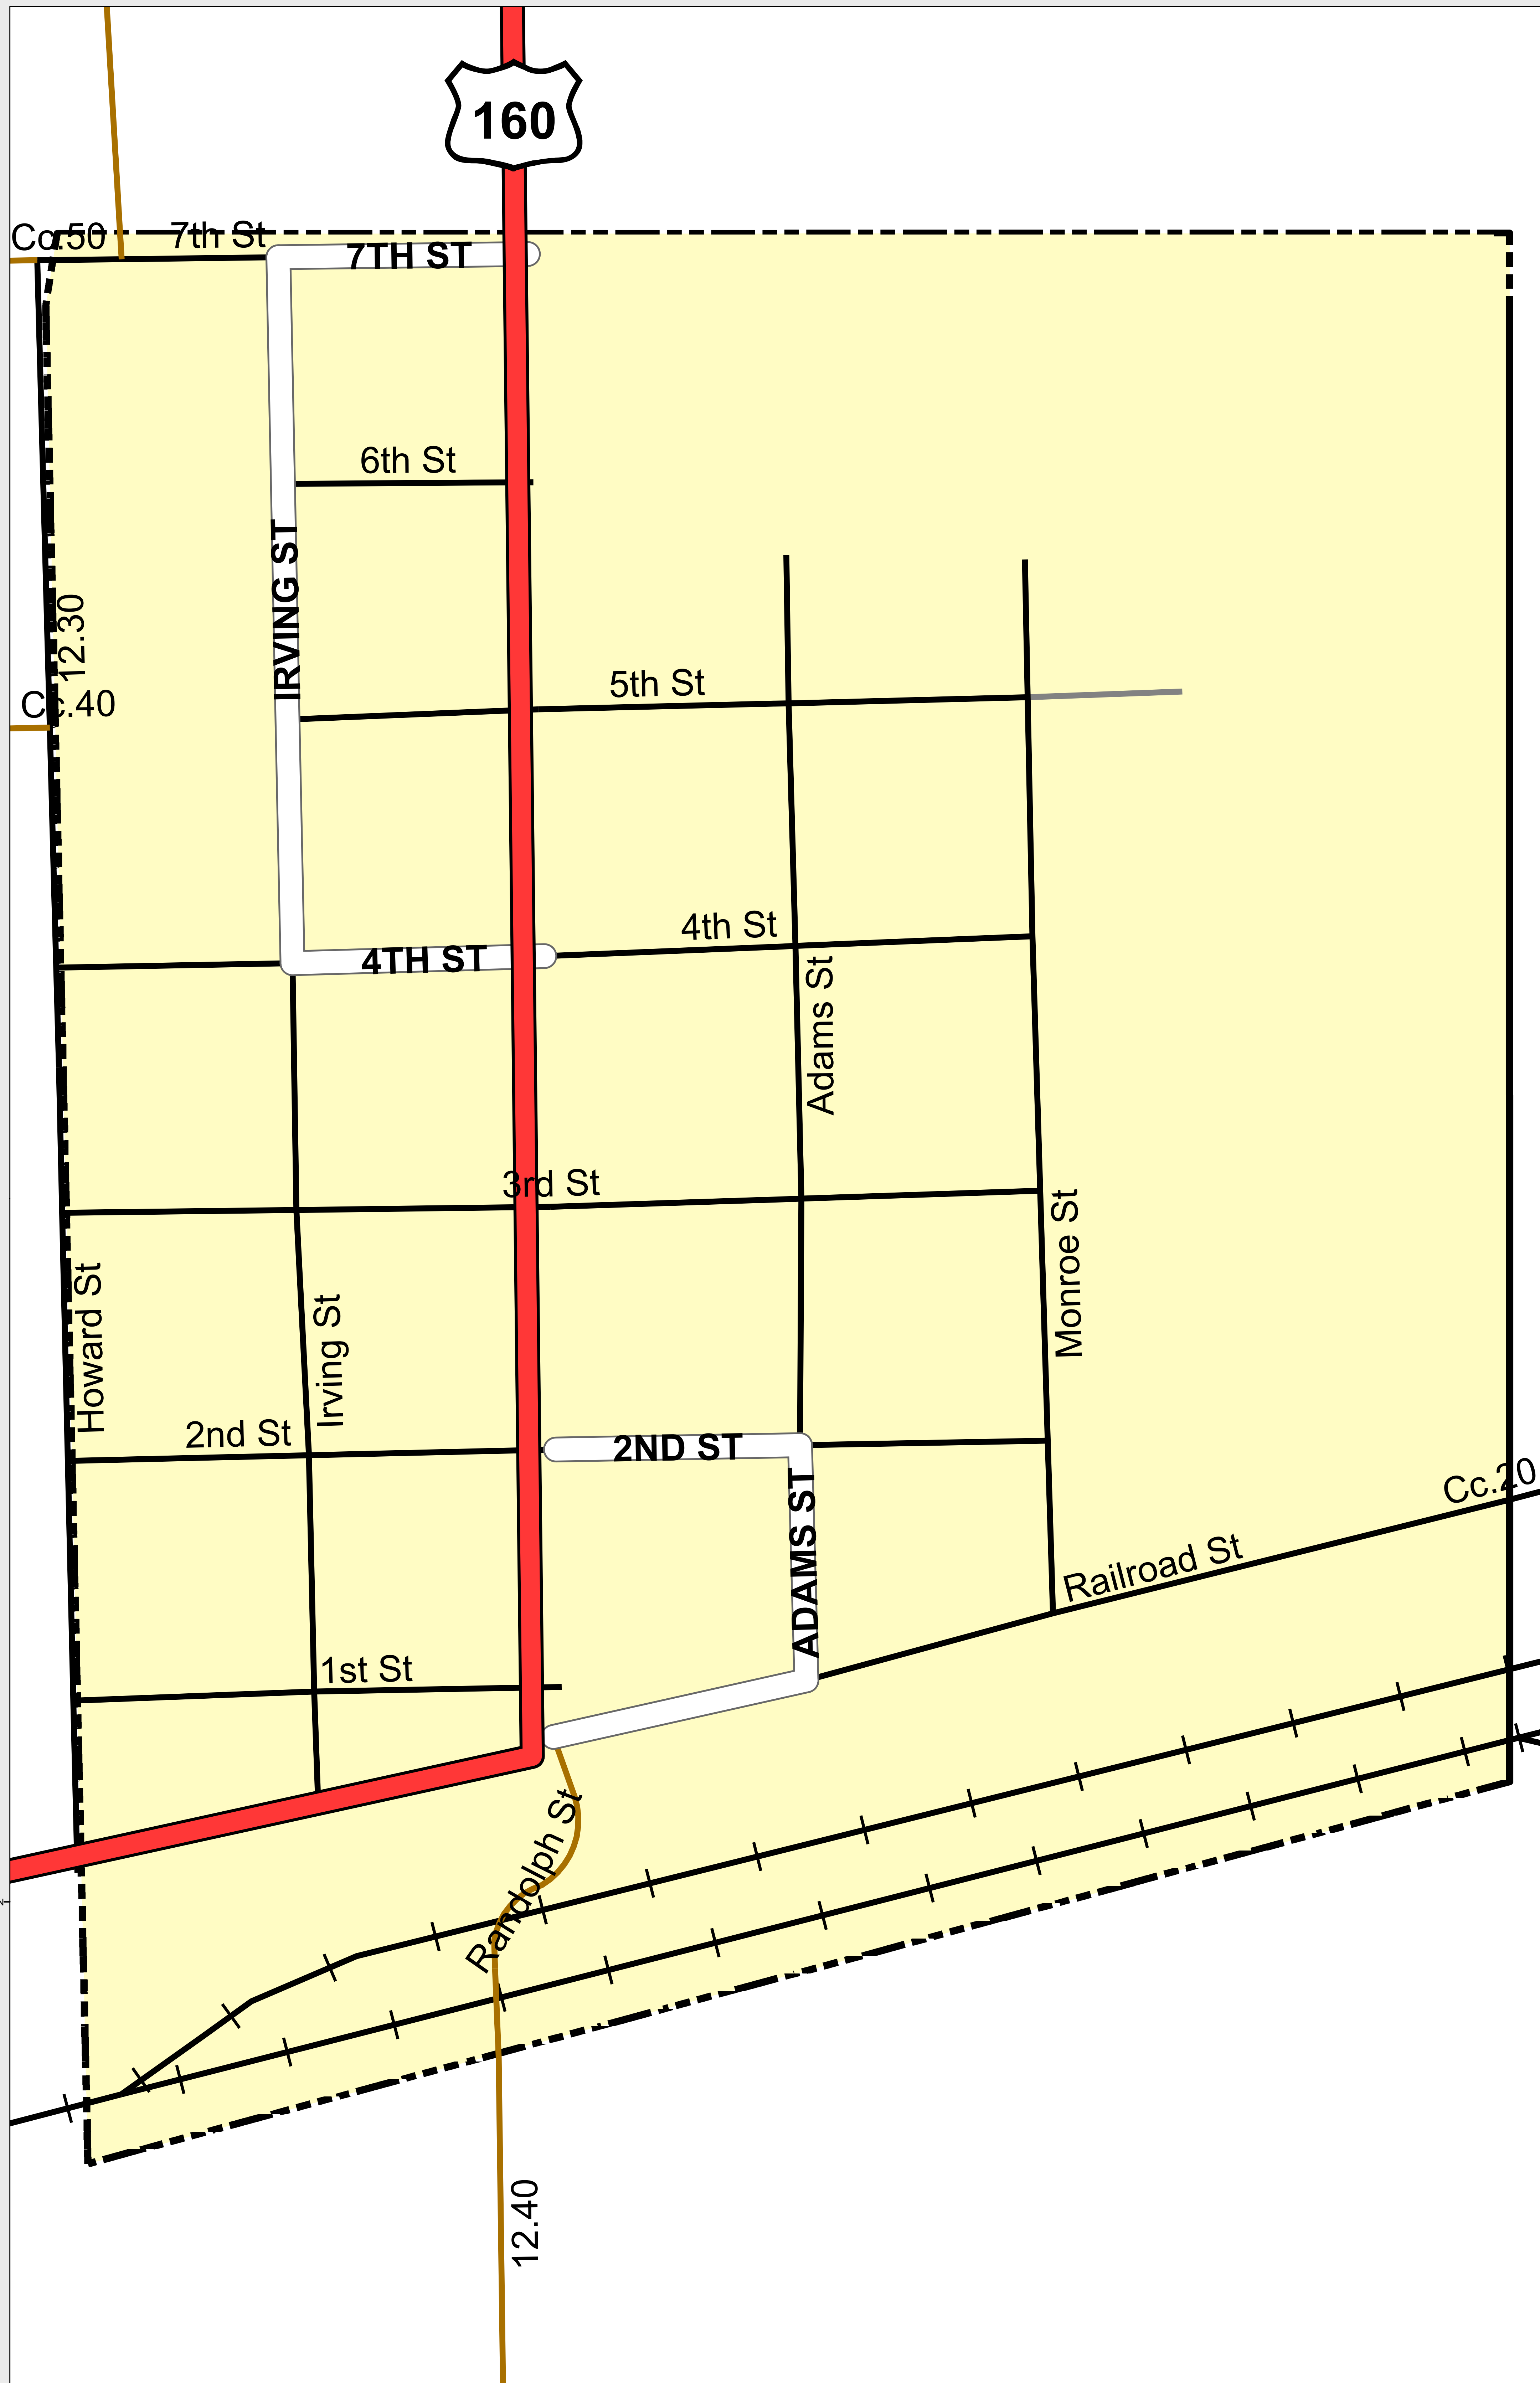 160
Co.50
7th St
7TH ST
6th St
IRVING ST
12.30
5th St
Cc.40
4th St
4TH ST
Adams St
3rd St
Monroe St
Howard St
Irving St
2nd St
2ND ST
ADAMS ST
Cc.20
Railroad St
1st St
Randolph St
12.40